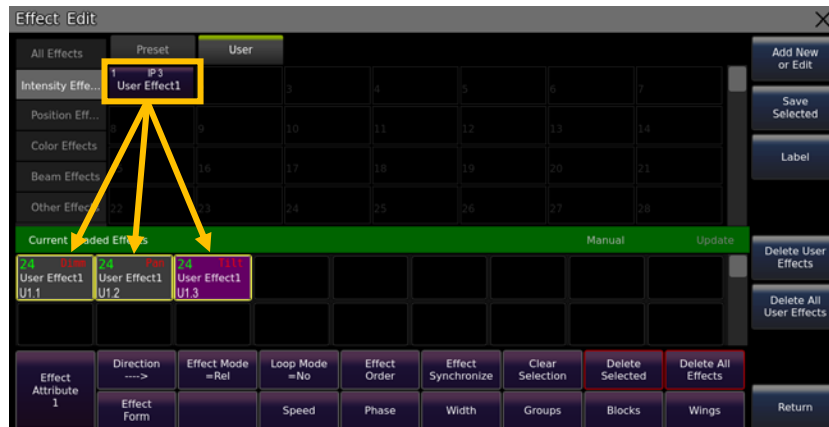 Effect Edit
Preset
User
All Effects
Intensity Effe...
Position Eff...
Color Effects
Beam Effects
Other Effec
1 IP 3
User Effect1
3 4 5 6 7
8 9 10 11 12 13 14
16 17 18 19 20 21
22 23 24 25 26 27 28
Current aded Effects
Manual
Update
24 Dimm
User Effect1
U1.1
24 Pan
User Effect1
U1.2
24 Tilt
User Effect1
U1.3
Effect
Attribute
1
Direction
---->
Effect Mode
=Rel
Loop Mode
=No
Effect
Order
Effect
Synchronize
Clear
Selection
Delete
Selected
Delete All
Effects
Effect
Form
Speed
Phase
Width
Groups
Blocks
Wings
Add New
or Edit
Save
Selected
Label
Delete User
Effects
Delete All
User Effects
Return